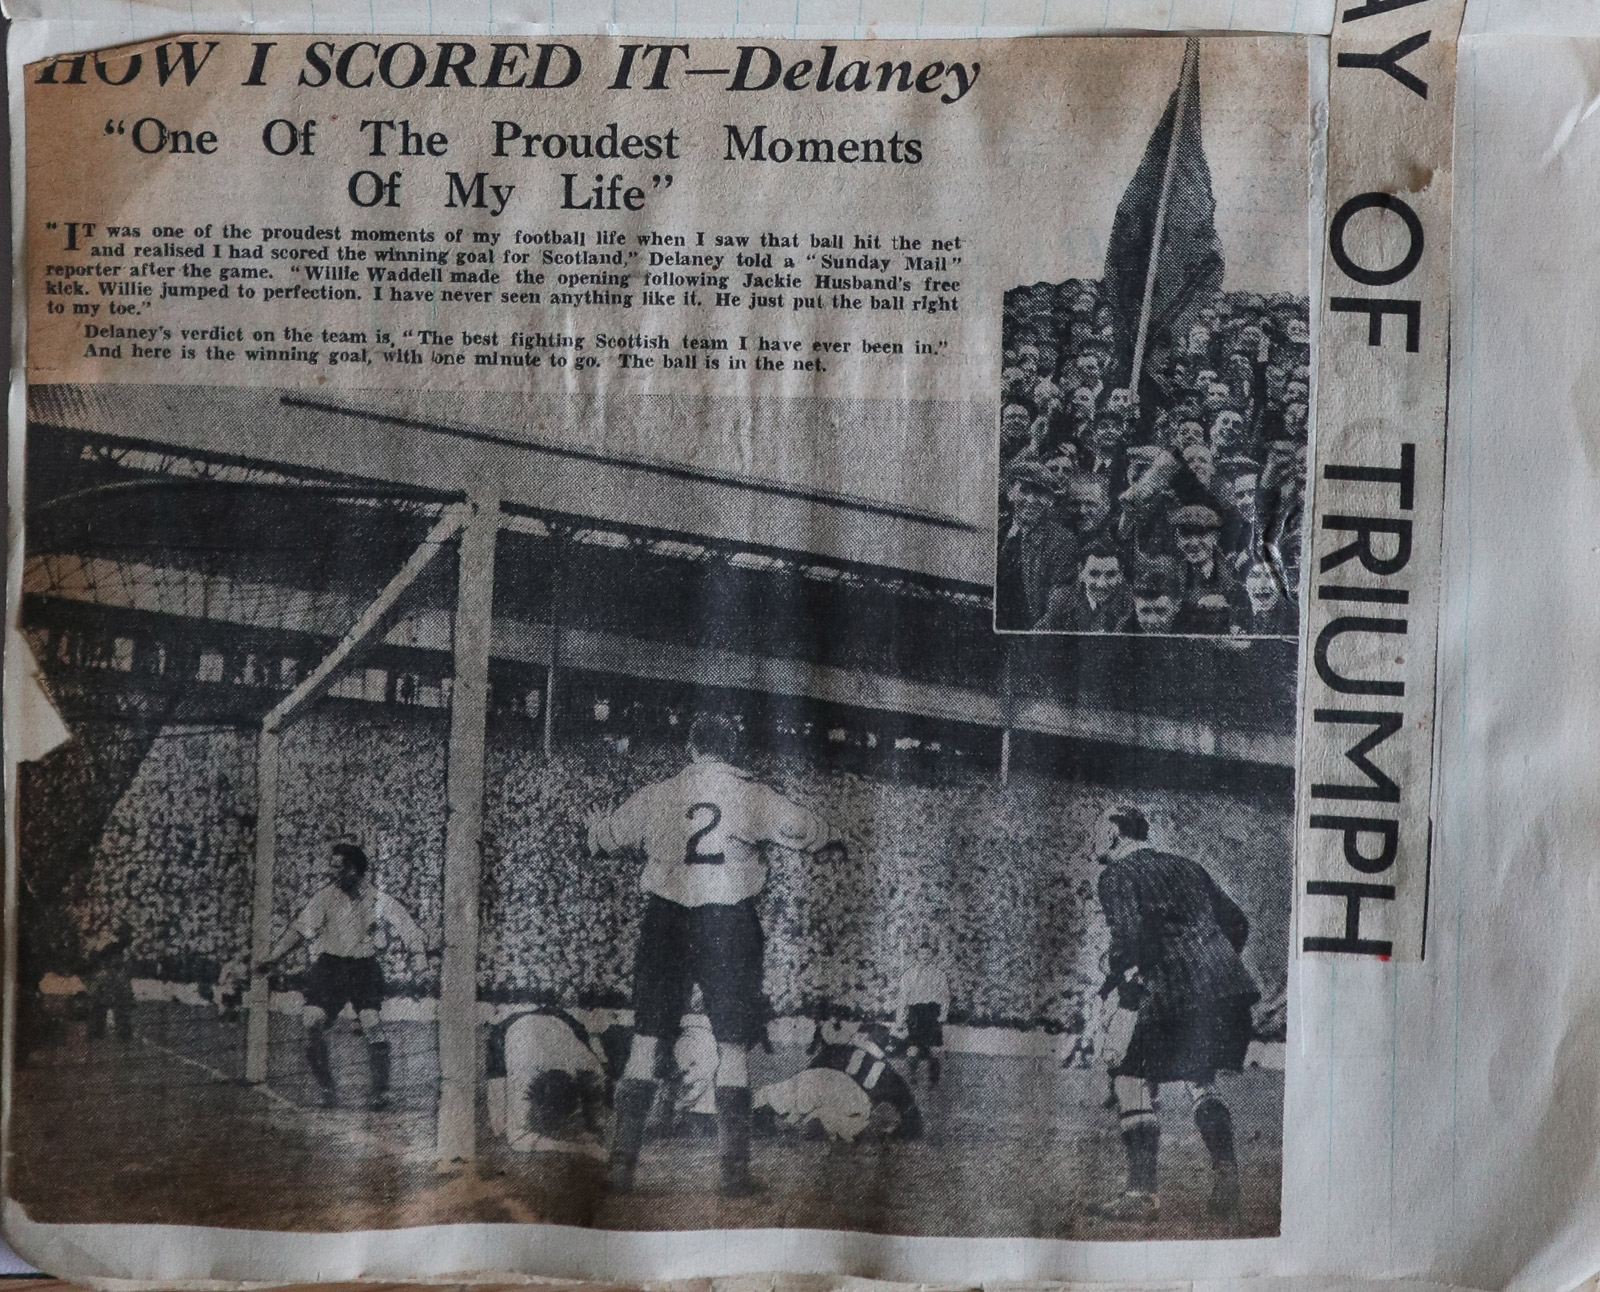 HOW I SCORED IT—Delaney
"One Of The Proudest Moments
Of My Life"
"IT was one of the proudest moments of my football life when I saw that ball hit the net
and realised I had scored the winning goal for Scotland," Delaney told a "Sunday Mail"
reporter after the game. "Willie Waddell made the opening following Jackie Husband's free
kick. Willie jumped to perfection. I have never seen anything like it. He just put the ball right
to my toe."
Delaney's verdict on the team is, "The best fighting Scottish team I have ever been in."
And here is the winning goal, with one minute to go. The ball is in the net.
2
AY OF TRIUMPH